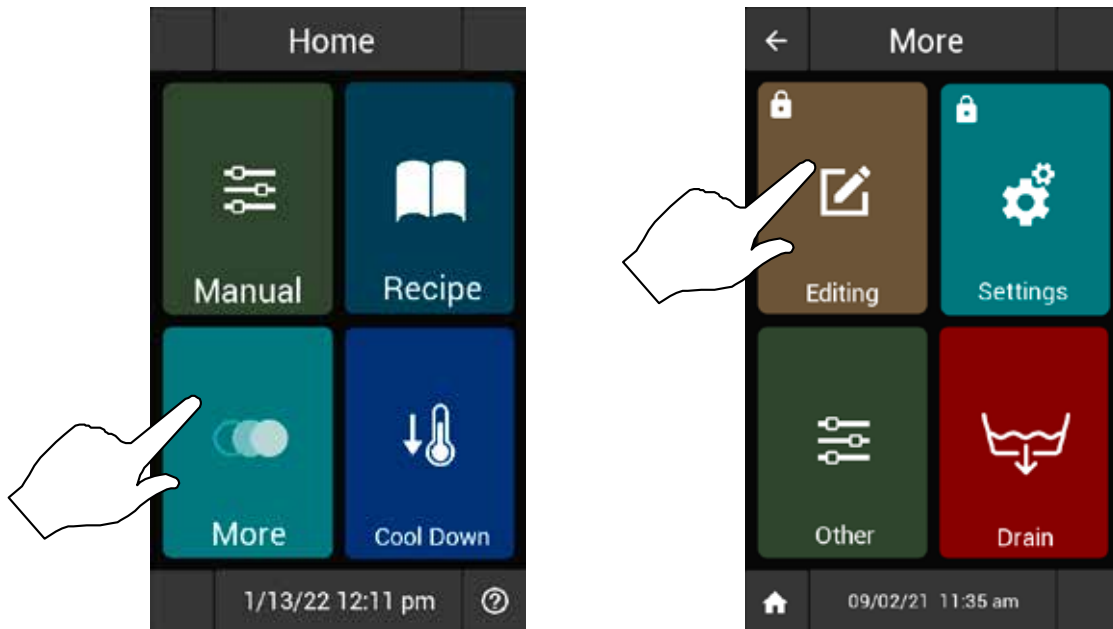 Home
Manual
Recipe
More
Cool Down
1/13/22 12:11 pm
More
Editing
Settings
Other
Drain
09/02/21 11:35 am